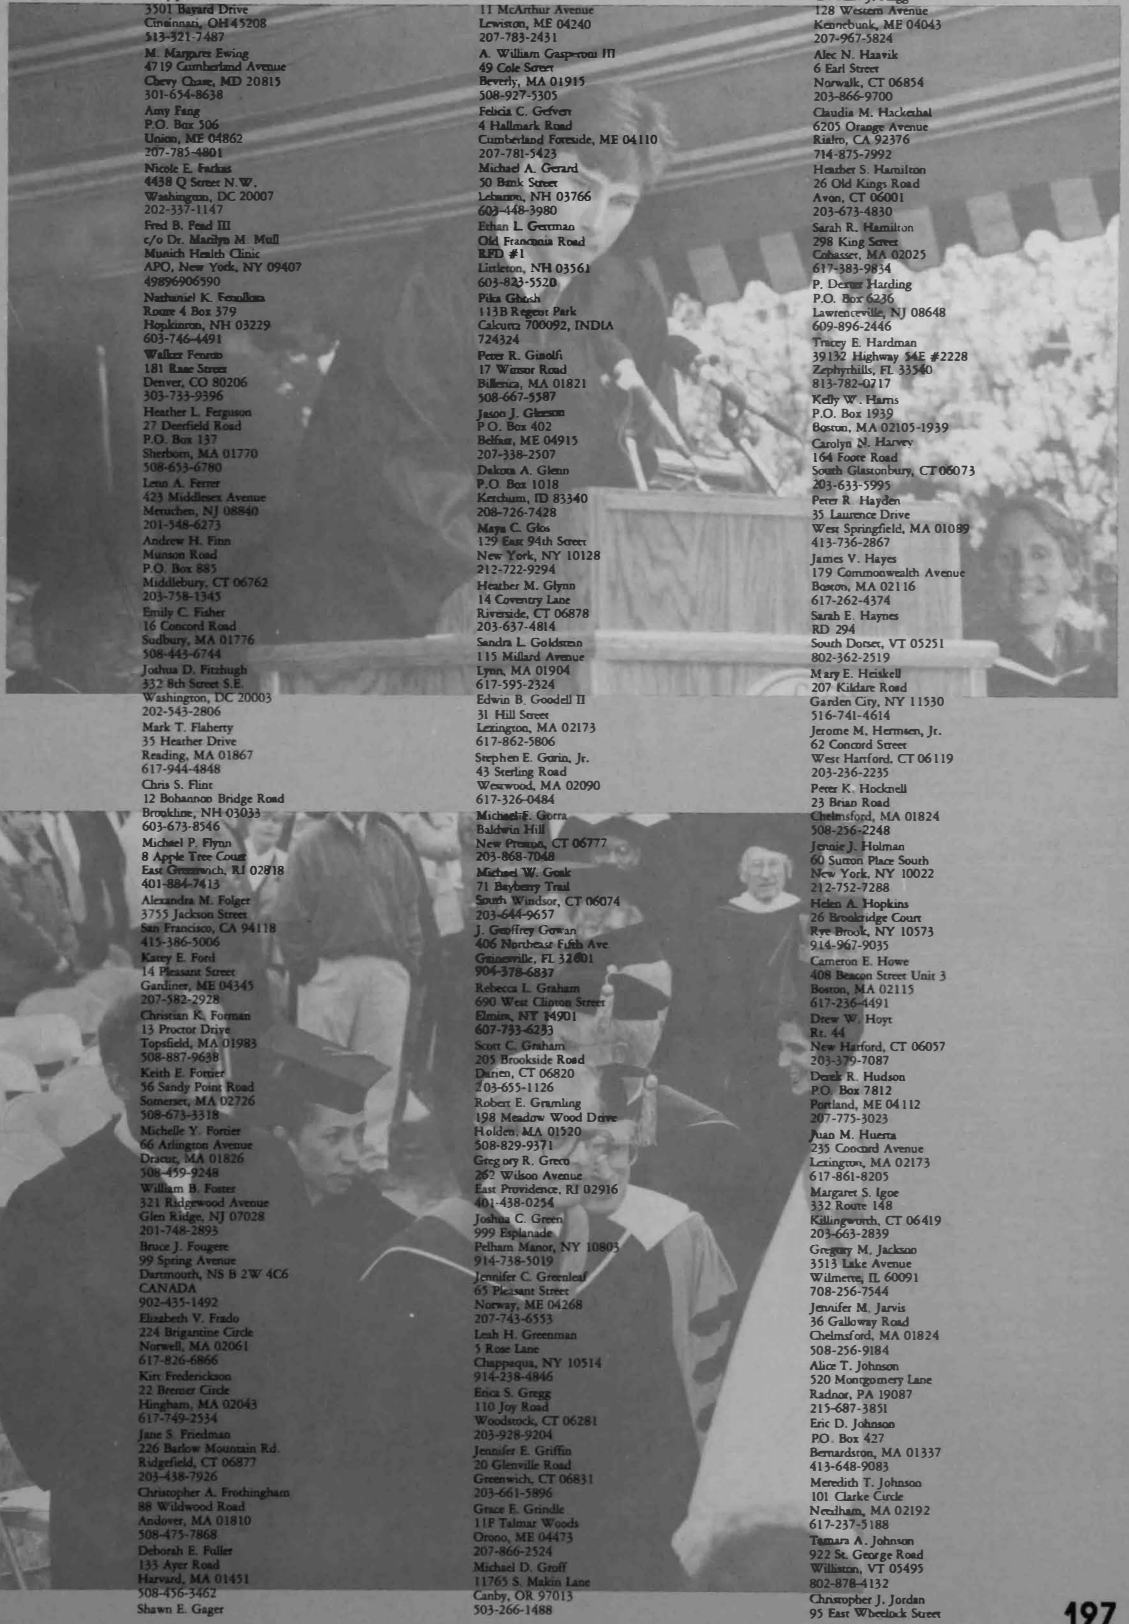 3501 Bayard Drive
Cincinnati, OH 45208
513-321-7487
M. Margaret Ewing
4719 Cumberland Avenue
Chevy Chase, MD 20815
301-654-8638
Amy Fang
P.O. Box 506
Union, ME 04862
207-785-4801
Nicole E. Farkas
4438 Q Street N.W.
Washington, DC 20007
202-337-1147
Fred B. Pead III
c/o Dr. Marilyn M. Mull
Munich Health Clinic
APO, New York, NY 09407
49896906590
Nathaniel K. Fenollosa
Route 4 Box 379
Hopkinton, NH 03229
603-746-4491
Walker Fenton
181 Race Street
Denver, CO 80206
303-733-9396
Heather L. Ferguson
27 Deerfield Road
P.O. Box 137
Sherborn, MA 01770
508-653-6780
Lenn A. Ferrer
423 Middlesex Avenue
Metuchen, NJ 08840
201-548-6273
Andrew H. Finn
Munson Road
P.O. Box 885
Middlebury, CT 06762
203-758-1345
Emily C. Fisher
16 Concord Road
Sudbury, MA 01776
508-443-6744
Joshua D. Fitzhugh
332 8th Street S.E.
Washington, DC 20003
202-543-2806
Mark T. Flaherty
35 Heather Drive
Reading, MA 01867
617-944-4848
Chris S. Flint
12 Bohannon Bridge Road
Brookline, NH 03033
603-673-8546
Michael P. Flynn
8 Apple Tree Court
East Greenwich, RI 02818
401-884-7413
Alexandra M. Folger
3755 Jackson Street
San Francisco, CA 94118
415-386-5006
Katey E. Ford
14 Pleasant Street
Gardiner, ME 04345
207-582-2928
Christian K. Forman
13 Proctor Drive
Topsfield, MA 01983
508-887-9638
Keith E. Fortier
56 Sandy Point Road
Somerset, MA 02726
508-673-3318
Michelle Y. Fortier
66 Arlington Avenue
Dracut, MA 01826
508-459-9248
William B. Foster
321 Ridgewood Avenue
Glen Ridge, NJ 07028
201-748-2893
Bruce J. Fougere
99 Spring Avenue
Dartmouth, NS B 2W 4C6
CANADA
902-435-1492
Elizabeth V. Frado
224 Brigantine Circle
Norwell, MA 02061
617-826-6866
Kirt Frederickson
22 Bremer Circle
Hingham, MA 02043
617-749-2534
Jane S. Friedman
226 Barlow Mountain Rd.
Ridgefield, CT 06877
203-438-7926
Christopher A. Frothingham
88 Wildwood Road
Andover, MA 01810
508-475-7868
Deborah E. Fuller
133 Ayer Road
Harvard, MA 01451
508-456-3462
Shawn E. Gager
11 McArthur Avenue
Lewiston, ME 04240
207-783-2431
A. William Gasperoni III
49 Cole Street
Beverly, MA 01915
508-927-5305
Felicia C. Gefvert
4 Hallmark Road
Cumberland Foreside, ME 04110
207-781-5423
Michael A. Gerard
50 Bank Street
Lebanon, NH 03766
603-448-3980
Ethan L. Gettman
Old Franconia Road
RFD #1
Littleton, NH 03561
603-823-5520
Pika Ghosh
113B Regent Park
Calcutta 700092, INDIA
724324
Peter R. Ginolfi
17 Winsor Road
Billerica, MA 01821
508-667-5587
Jason J. Gleeson
P.O. Box 402
Belfast, ME 04915
207-338-2507
Dakota A. Glenn
P.O. Box 1018
Ketchum, ID 83340
208-726-7428
Maya C. Glos
129 East 94th Street
New York, NY 10128
212-722-9294
Heather M. Glynn
14 Coventry Lane
Riverside, CT 06878
203-637-4814
Sandra L. Goldstein
115 Millard Avenue
Lynn, MA 01904
617-595-2324
Edwin B. Goodell II
31 Hill Street
Lexington, MA 02173
617-862-5806
Stephen E. Gorin, Jr.
43 Sterling Road
Westwood, MA 02090
617-326-0484
Michael F. Gorra
Baldwin Hill
New Preston, CT 06777
203-868-7048
Michael W. Gosk
71 Bayberry Trail
South Windsor, CT 06074
203-644-9657
J. Geoffrey Gowan
406 Northeast Fifth Ave.
Gainesville, FL 32601
904-378-6837
Rebecca L. Graham
690 West Clinton Street
Elmira, NY 14901
607-733-6233
Scott C. Graham
205 Brookside Road
Darien, CT 06820
203-655-1126
Robert E. Gramling
198 Meadow Wood Drive
Holden, MA 01520
508-829-9371
Gregory R. Greco
262 Wilson Avenue
East Providence, RI 02916
401-438-0254
Joshua C. Green
999 Esplanade
Pelham Manor, NY 10803
914-738-5019
Jennifer C. Greenleaf
65 Pleasant Street
Norway, ME 04268
207-743-6553
Leah H. Greenman
5 Rose Lane
Chappaqua, NY 10514
914-238-4846
Erica S. Gregg
110 Joy Road
Woodstock, CT 06281
203-928-9204
Jennifer E. Griffin
20 Glenville Road
Greenwich, CT 06831
203-661-5896
Grace E. Grindle
11F Talmar Woods
Orono, ME 04473
207-866-2524
Michael D. Groff
11765 S. Makin Lane
Canby, OR 97013
503-266-1488
128 Western Avenue
Kennebunk, ME 04043
207-967-5824
Alec N. Haavik
6 Earl Street
Norwalk, CT 06854
203-866-9700
Claudia M. Hackethal
6205 Orange Avenue
Rialto, CA 92376
714-875-7992
Heather S. Hamilton
26 Old Kings Road
Avon, CT 06001
203-673-4830
Sarah R. Hamilton
298 King Street
Cohasset, MA 02025
617-383-9834
P. Dexter Harding
P.O. Box 6236
Lawrenceville, NJ 08648
609-896-2446
Tracey E. Hardman
39132 Highway 54E #2228
Zephyrhills, FL 33540
813-782-0717
Kelly W. Harris
P.O. Box 1939
Boston, MA 02105-1939
Carolyn N. Harvey
164 Foote Road
South Glastonbury, CT 06073
203-633-5995
Peter R. Hayden
35 Laurence Drive
West Springfield, MA 01089
413-736-2867
James V. Hayes
179 Commonwealth Avenue
Boston, MA 02116
617-262-4374
Sarah E. Haynes
RD 294
South Dorset, VT 05251
802-362-2519
Mary E. Heiskell
207 Kildare Road
Garden City, NY 11530
516-741-4614
Jerome M. Hermsen, Jr.
62 Concord Street
West Hartford, CT 06119
203-236-2235
Peter K. Hocknell
23 Brian Road
Chelmsford, MA 01824
508-256-2248
Jennie J. Holman
60 Sutton Place South
New York, NY 10022
212-752-7288
Helen A. Hopkins
26 Brookridge Court
Rye Brook, NY 10573
914-967-9035
Cameron E. Howe
408 Beacon Street Unit 3
Boston, MA 02115
617-236-4491
Drew W. Hoyt
Rt. 44
New Harford, CT 06057
203-379-7087
Derek R. Hudson
P.O. Box 7812
Portland, ME 04112
207-775-3023
Juan M. Huerta
235 Concord Avenue
Lexington, MA 02173
617-861-8205
Margaret S. Igoe
332 Route 148
Killingworth, CT 06419
203-663-2839
Gregory M. Jackson
3513 Lake Avenue
Wilmette, IL 60091
708-256-7544
Jennifer M. Jarvis
36 Galloway Road
Chelmsford, MA 01824
508-256-9184
Alice T. Johnson
520 Montgomery Lane
Radnor, PA 19087
215-687-3851
Eric D. Johnson
P.O. Box 427
Bernardston, MA 01337
413-648-9083
Meredith T. Johnson
101 Clarke Circle
Needham, MA 02192
617-237-5188
Tamara A. Johnson
922 St. George Road
Williston, VT 05495
802-878-4132
Christopher J. Jordan
95 East Wheelock Street
197